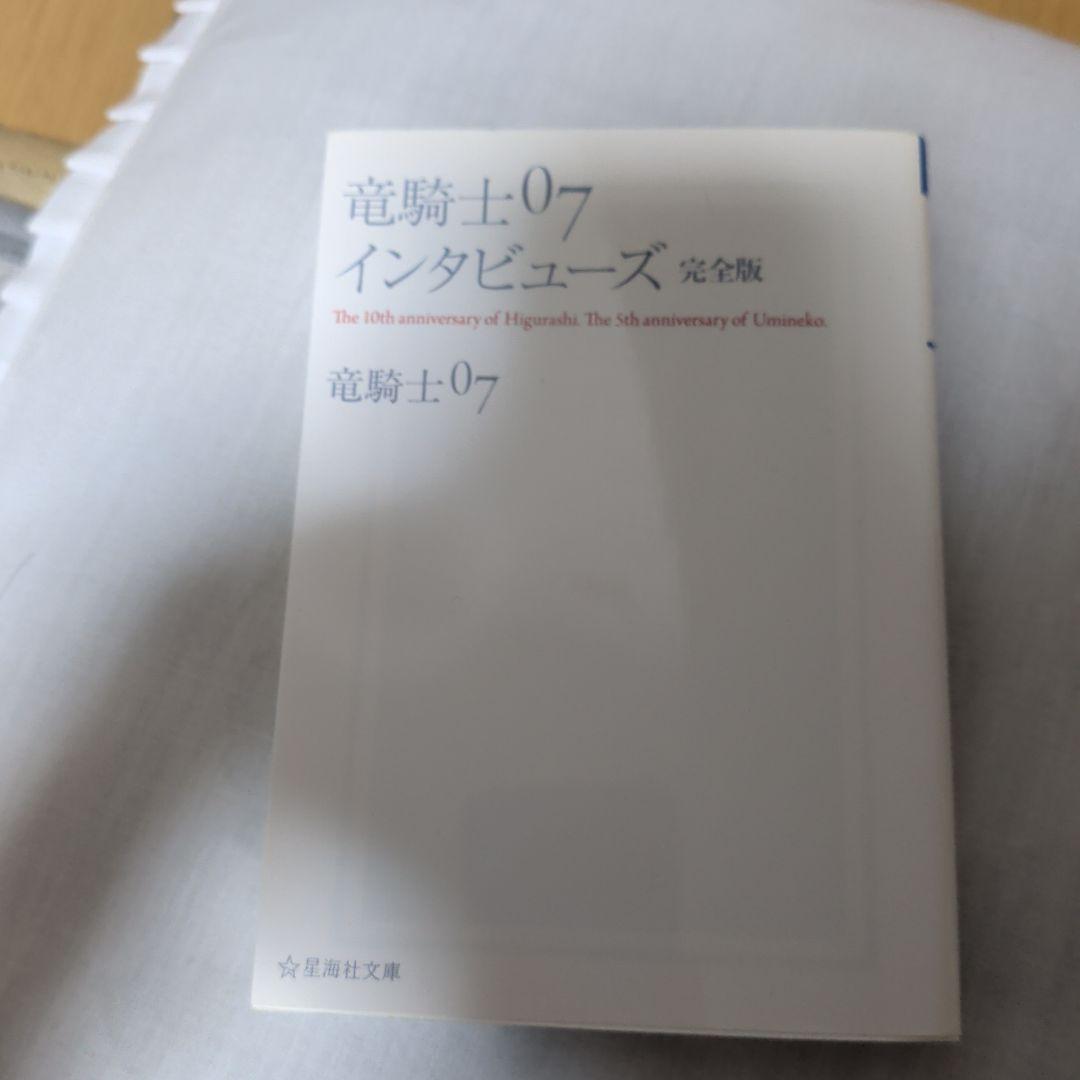 竜騎士07
インタビューズ 完全版
The 10th anniversary of Higurashi. The 5th anniversary of Umineko.
竜騎士07
☆星海社文庫